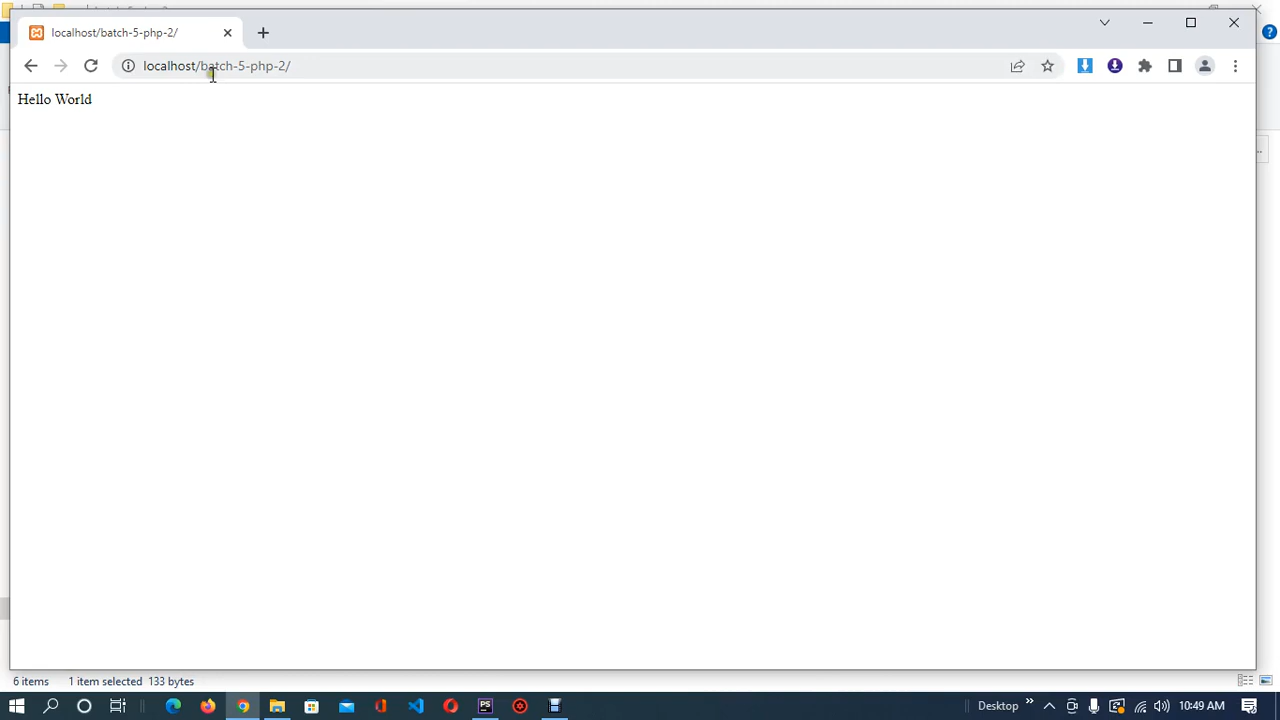 localhost/batch-5-php-2/
localhost/batch-5-php-2/
Hello World
6 items 1 item selected 133 bytes
Desktop 10:49 AM